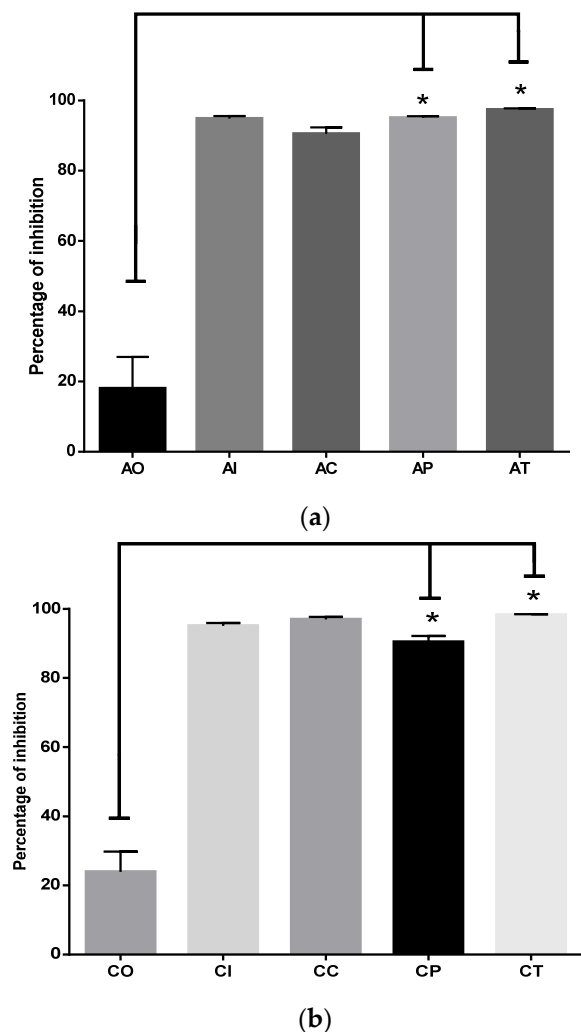 Percentage of inhibition
100
80
60
40
20
0
* *
AO AI AC AP AT
(a)
Percentage of inhibition
100
80
60
40
20
0
* *
CO CI CC CP CT
(b)